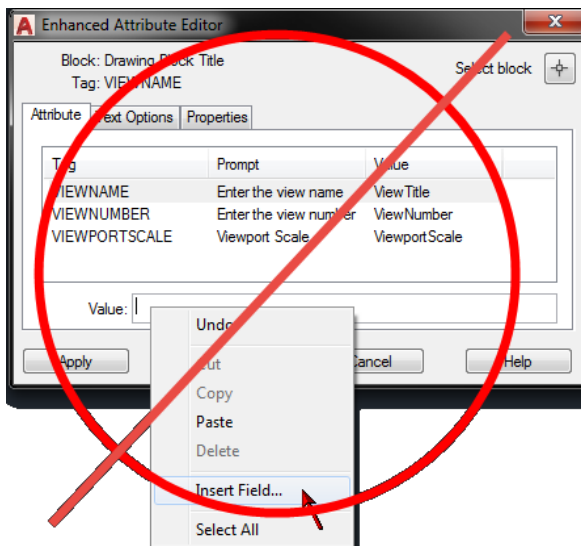 Enhanced Attribute Editor
Block: Drawing Block Title
Select block
Tag: VIEWNAME
Attribute Text Options Properties
Tag Prompt Value
VIEWNAME Enter the view name ViewTitle
VIEWNUMBER Enter the view number ViewNumber
VIEWPORTSCALE Viewport Scale ViewportScale
Value:
Undo
Apply Cut Cancel Help
Copy
Paste
Delete
Insert Field...
Select All